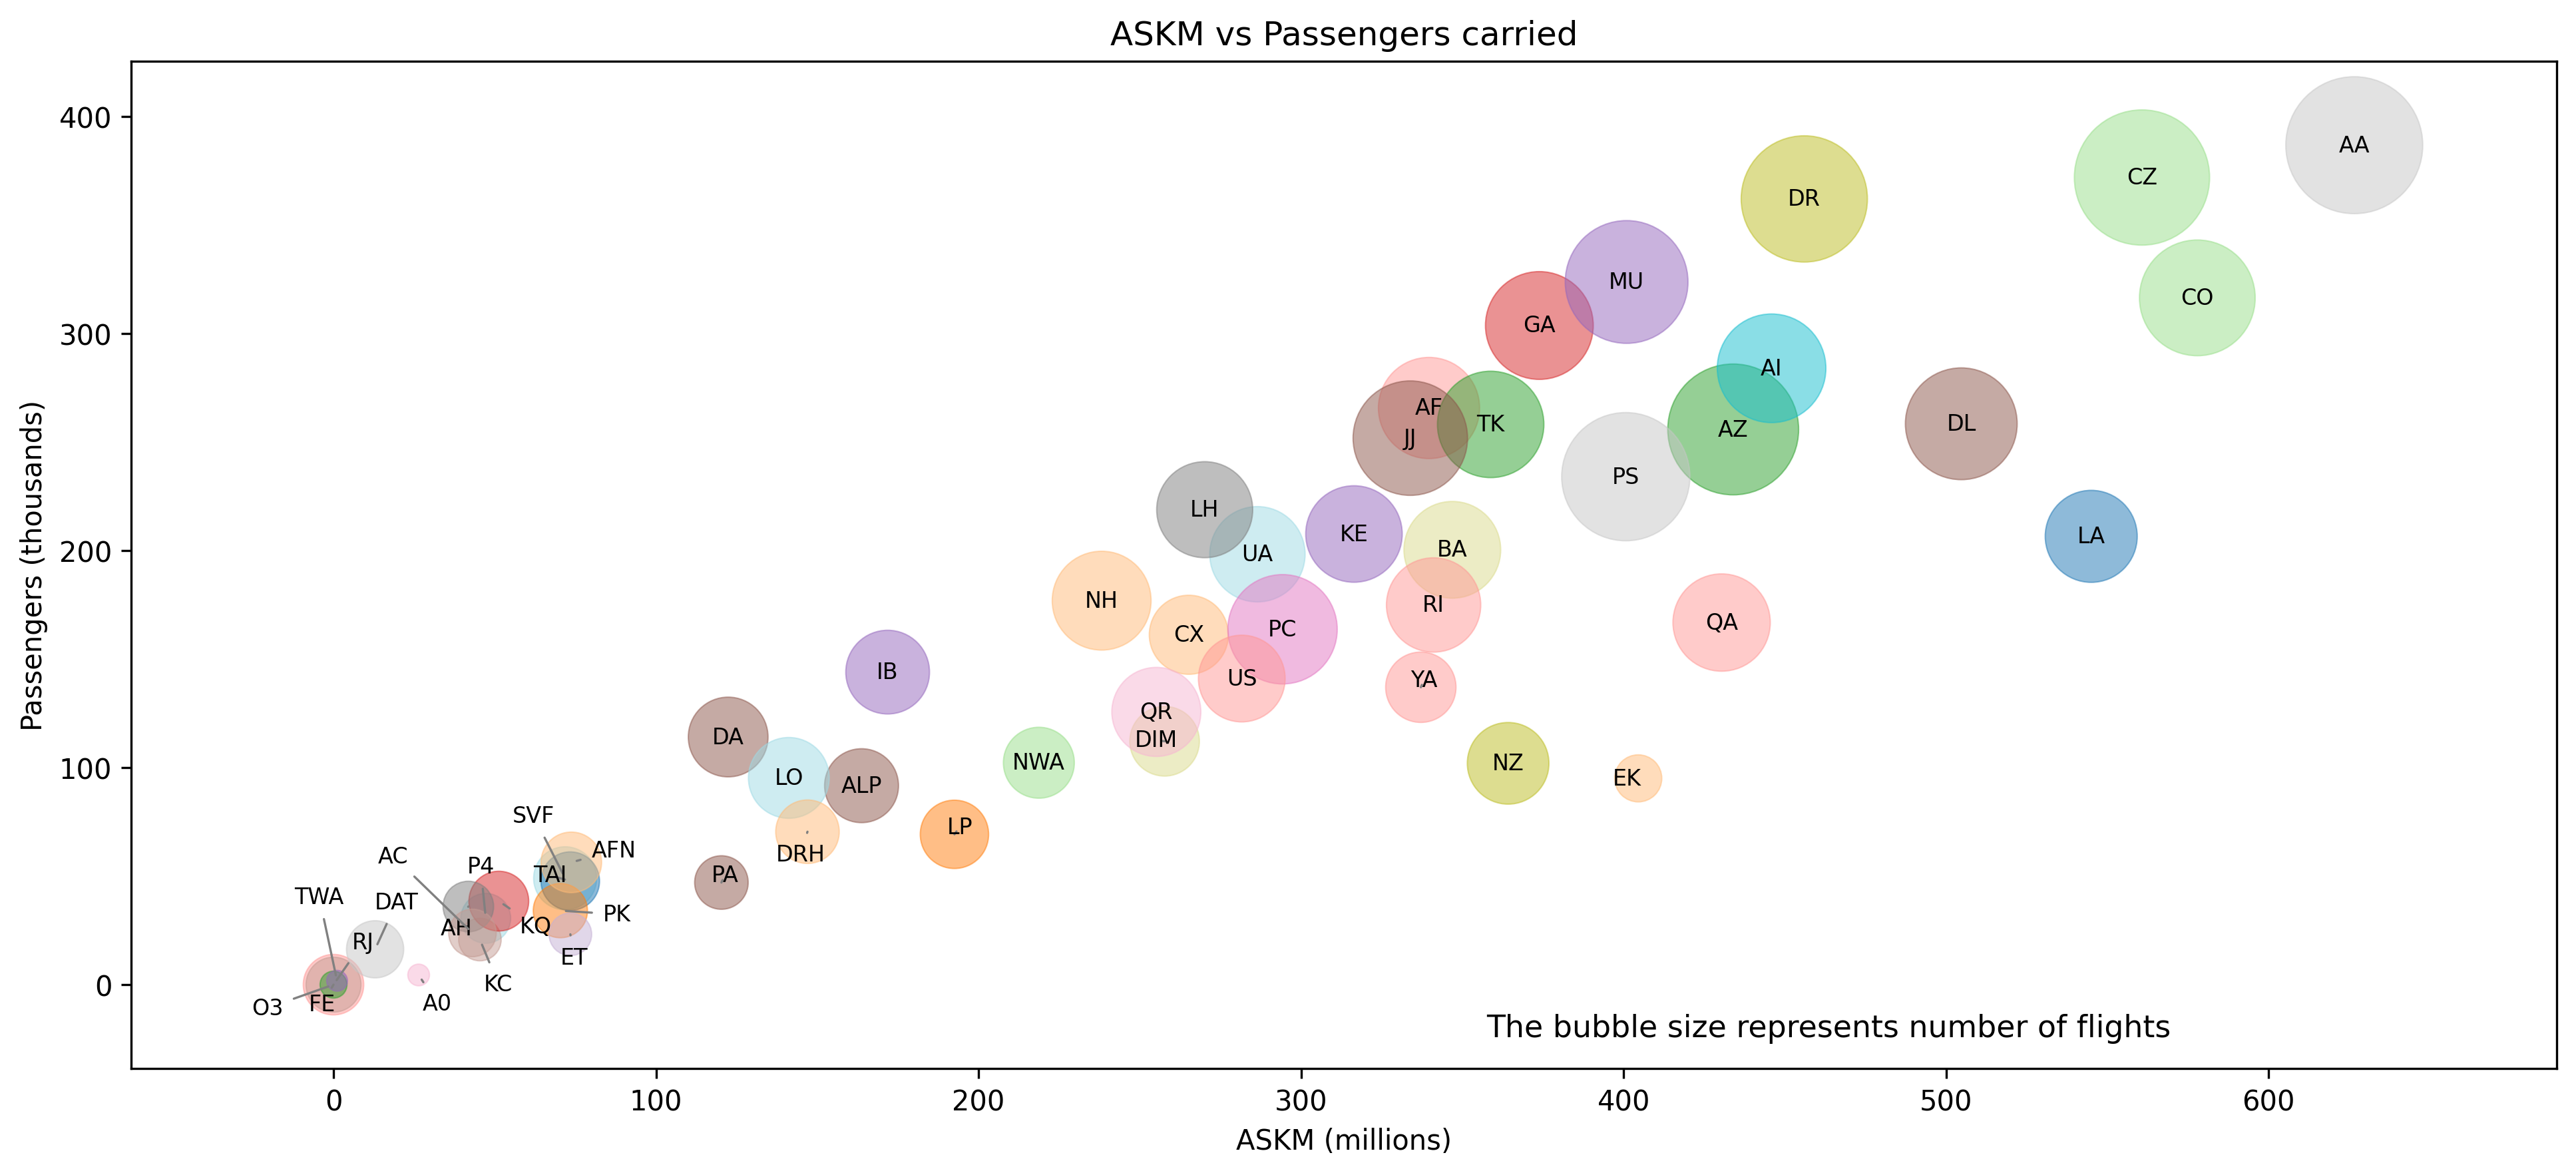 ASKM vs Passengers carried
Passengers (thousands)
400
300
200
100
0
AA
CZ
DR
CO
MU
GA
AI
AF
TK
AZ
DL
JJ
PS
LH
UA
KE
BA
LA
NH
RI
CX
PC
QA
IB
US
YA
QR
DIM
DA
NWA
NZ
LO
ALP
EK
SVF
LP
DRH
AFN
AC
P4
TAI
PA
TWA
DAT
PK
AH
KQ
RJ
ET
KC
O3
FE
A0
The bubble size represents number of flights
0 100 200 300 400 500 600
ASKM (millions)